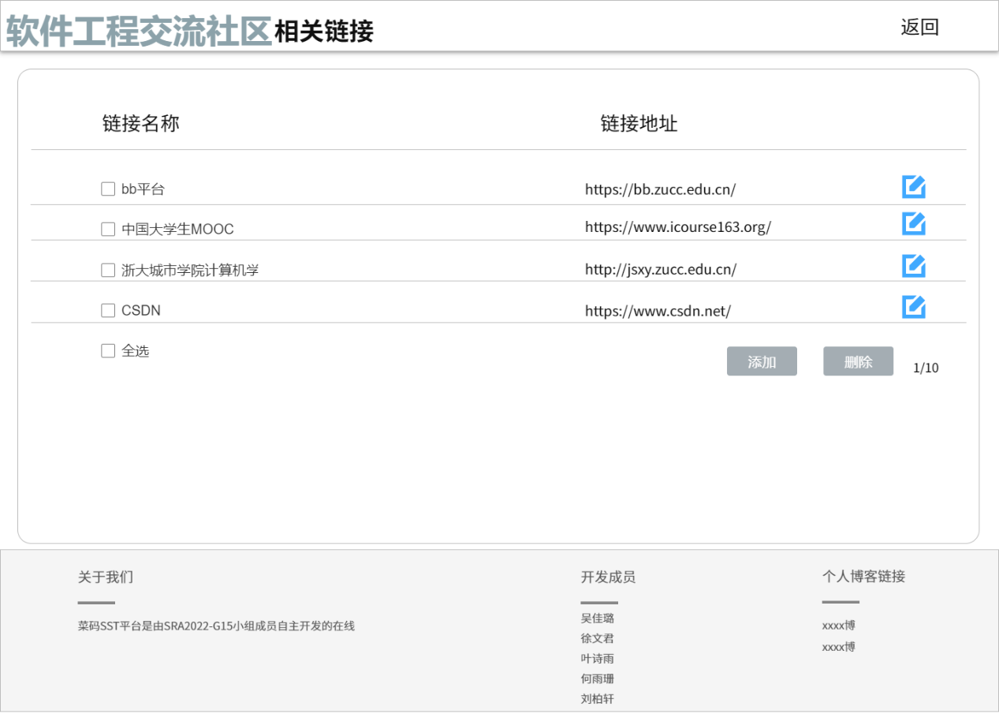 软件工程交流社区相关链接 返回
链接名称 链接地址
bb平台 https://bb.zucc.edu.cn/
中国大学生MOOC https://www.icourse163.org/
浙大城市学院计算机学 http://jsxy.zucc.edu.cn/
CSDN https://www.csdn.net/
全选 添加 删除 1/10
关于我们
菜码SST平台是由SRA2022-G15小组成员自主开发的在线
开发成员
吴佳璐
徐文君
叶诗雨
何雨珊
刘柏轩
个人博客链接
xxxx博
xxxx博